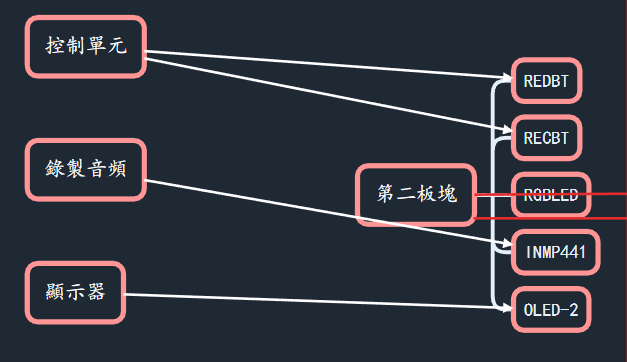 控制單元
REDBT
RECBT
錄製音頻
第二板塊
RGBLED
INMP441
顯示器
OLED-2